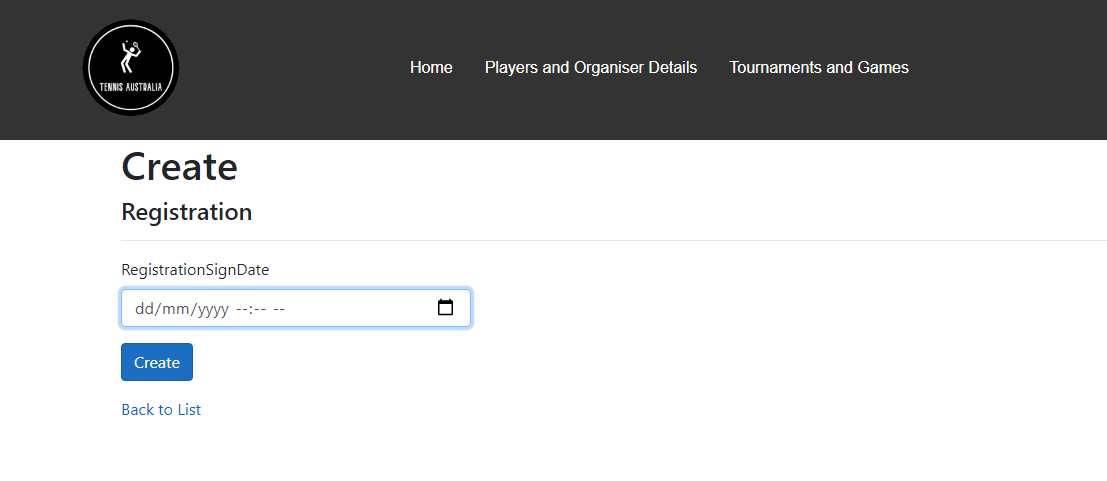 TENNIS AUSTRALIA
Home Players and Organiser Details Tournaments and Games
Create
Registration
RegistrationSignDate
dd/mm/yyyy --:-- --
Create
Back to List